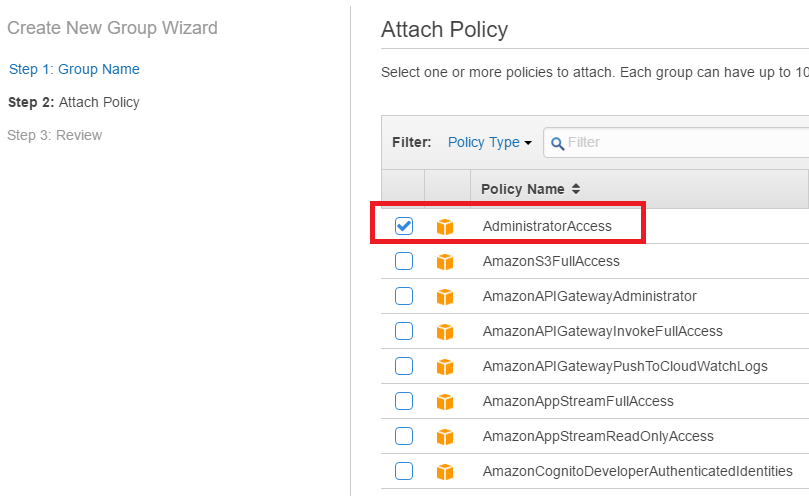 Create New Group Wizard
Step 1: Group Name
Step 2: Attach Policy
Step 3: Review
Attach Policy
Select one or more policies to attach. Each group can have up to 10
Filter: Policy Type Filter
Policy Name
AdministratorAccess
AmazonS3FullAccess
AmazonAPIGatewayAdministrator
AmazonAPIGatewayInvokeFullAccess
AmazonAPIGatewayPushToCloudWatchLogs
AmazonAppStreamFullAccess
AmazonAppStreamReadOnlyAccess
AmazonCognitoDeveloperAuthenticatedIdentities